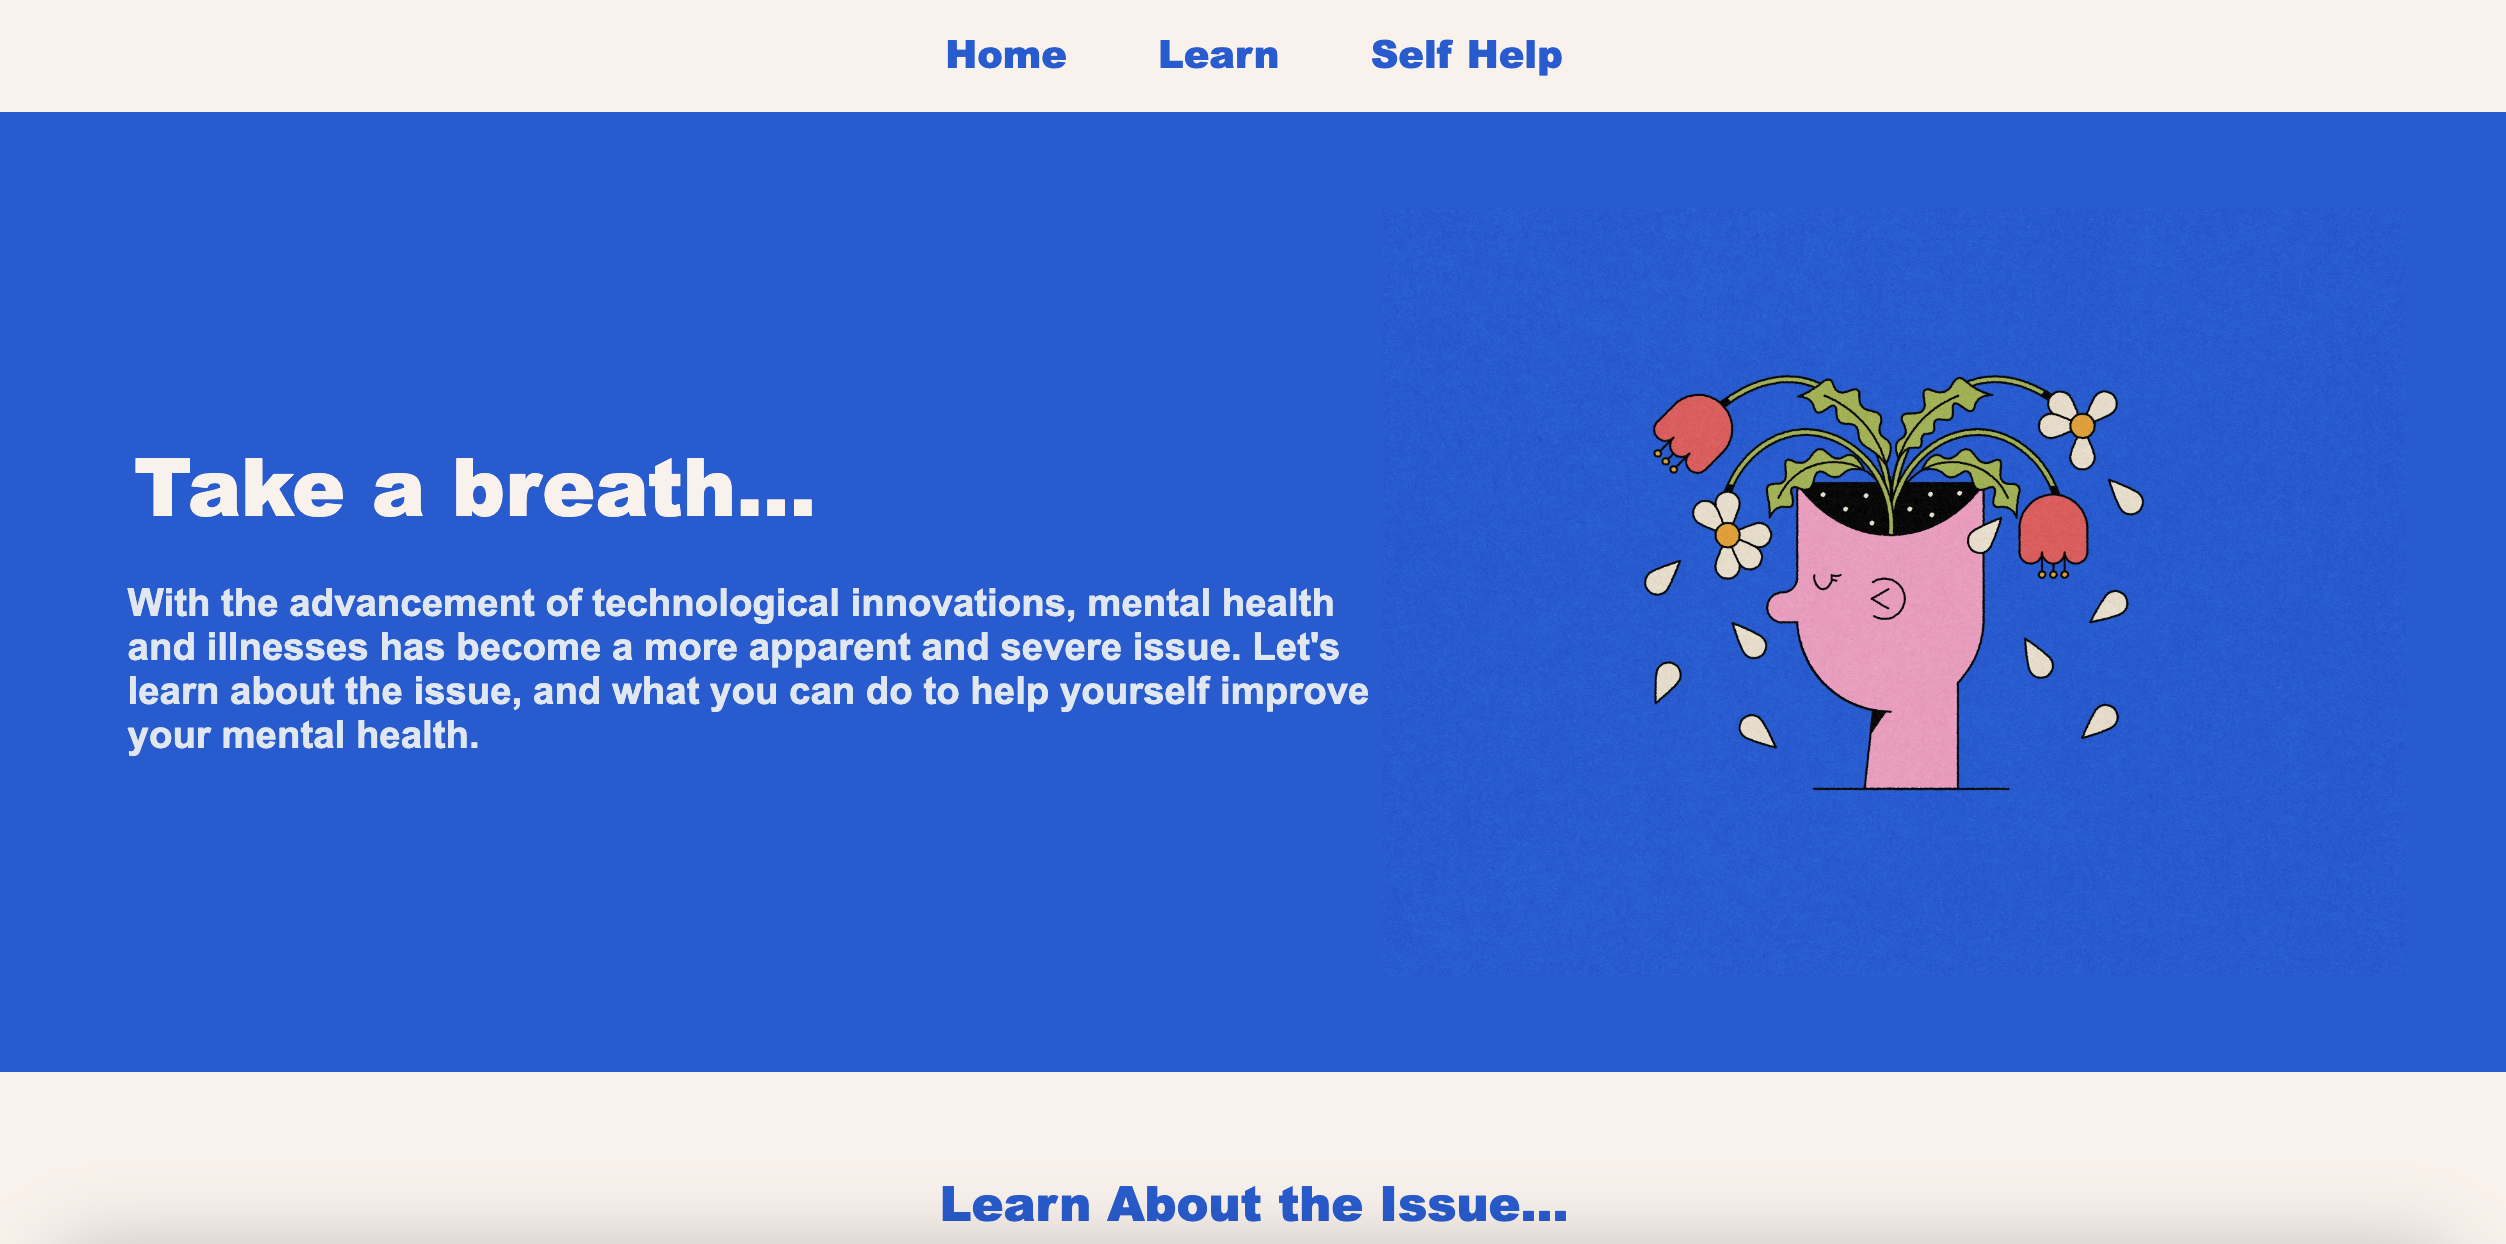 Home Learn Self Help
Take a breath...
With the advancement of technological innovations, mental health
and illnesses has become a more apparent and severe issue. Let's
learn about the issue, and what you can do to help yourself improve
your mental health.
Learn About the Issue...